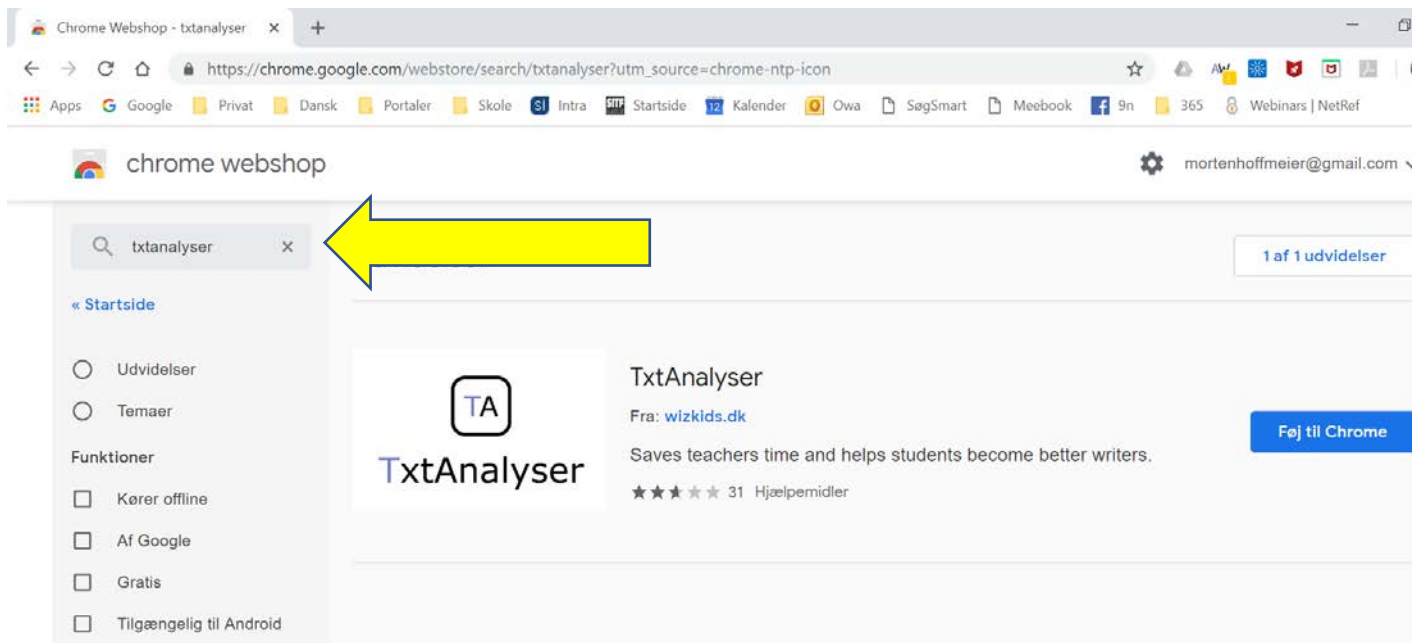 Chrome Webshop - txtanalyser
https://chrome.google.com/webstore/search/txtanalyser?utm_source=chrome-ntp-icon
Apps Google Privat Dansk Portaler Skole SI Intra Startside 12 Kalender Owa SøgSmart Meebook 9n 365 Webinars | NetRef
chrome webshop mortenhoffmeier@gmail.com
txtanalyser
1 af 1 udvidelser
« Startside
Udvidelser
Temaer
Funktioner
Kører offline
Af Google
Gratis
Tilgængelig til Android
TA
TxtAnalyser
TxtAnalyser
Fra: wizkids.dk
Saves teachers time and helps students become better writers.
31 Hjælpemidler
Føj til Chrome